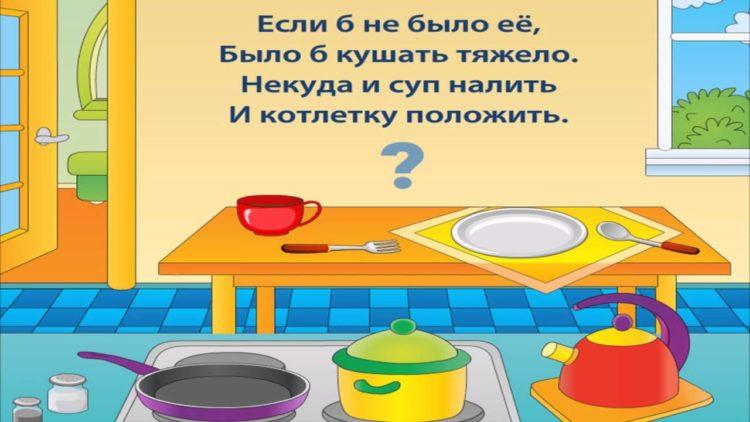 Если б не было её,
Было б кушать тяжело.
Некуда и суп налить
И котлетку положить.
?